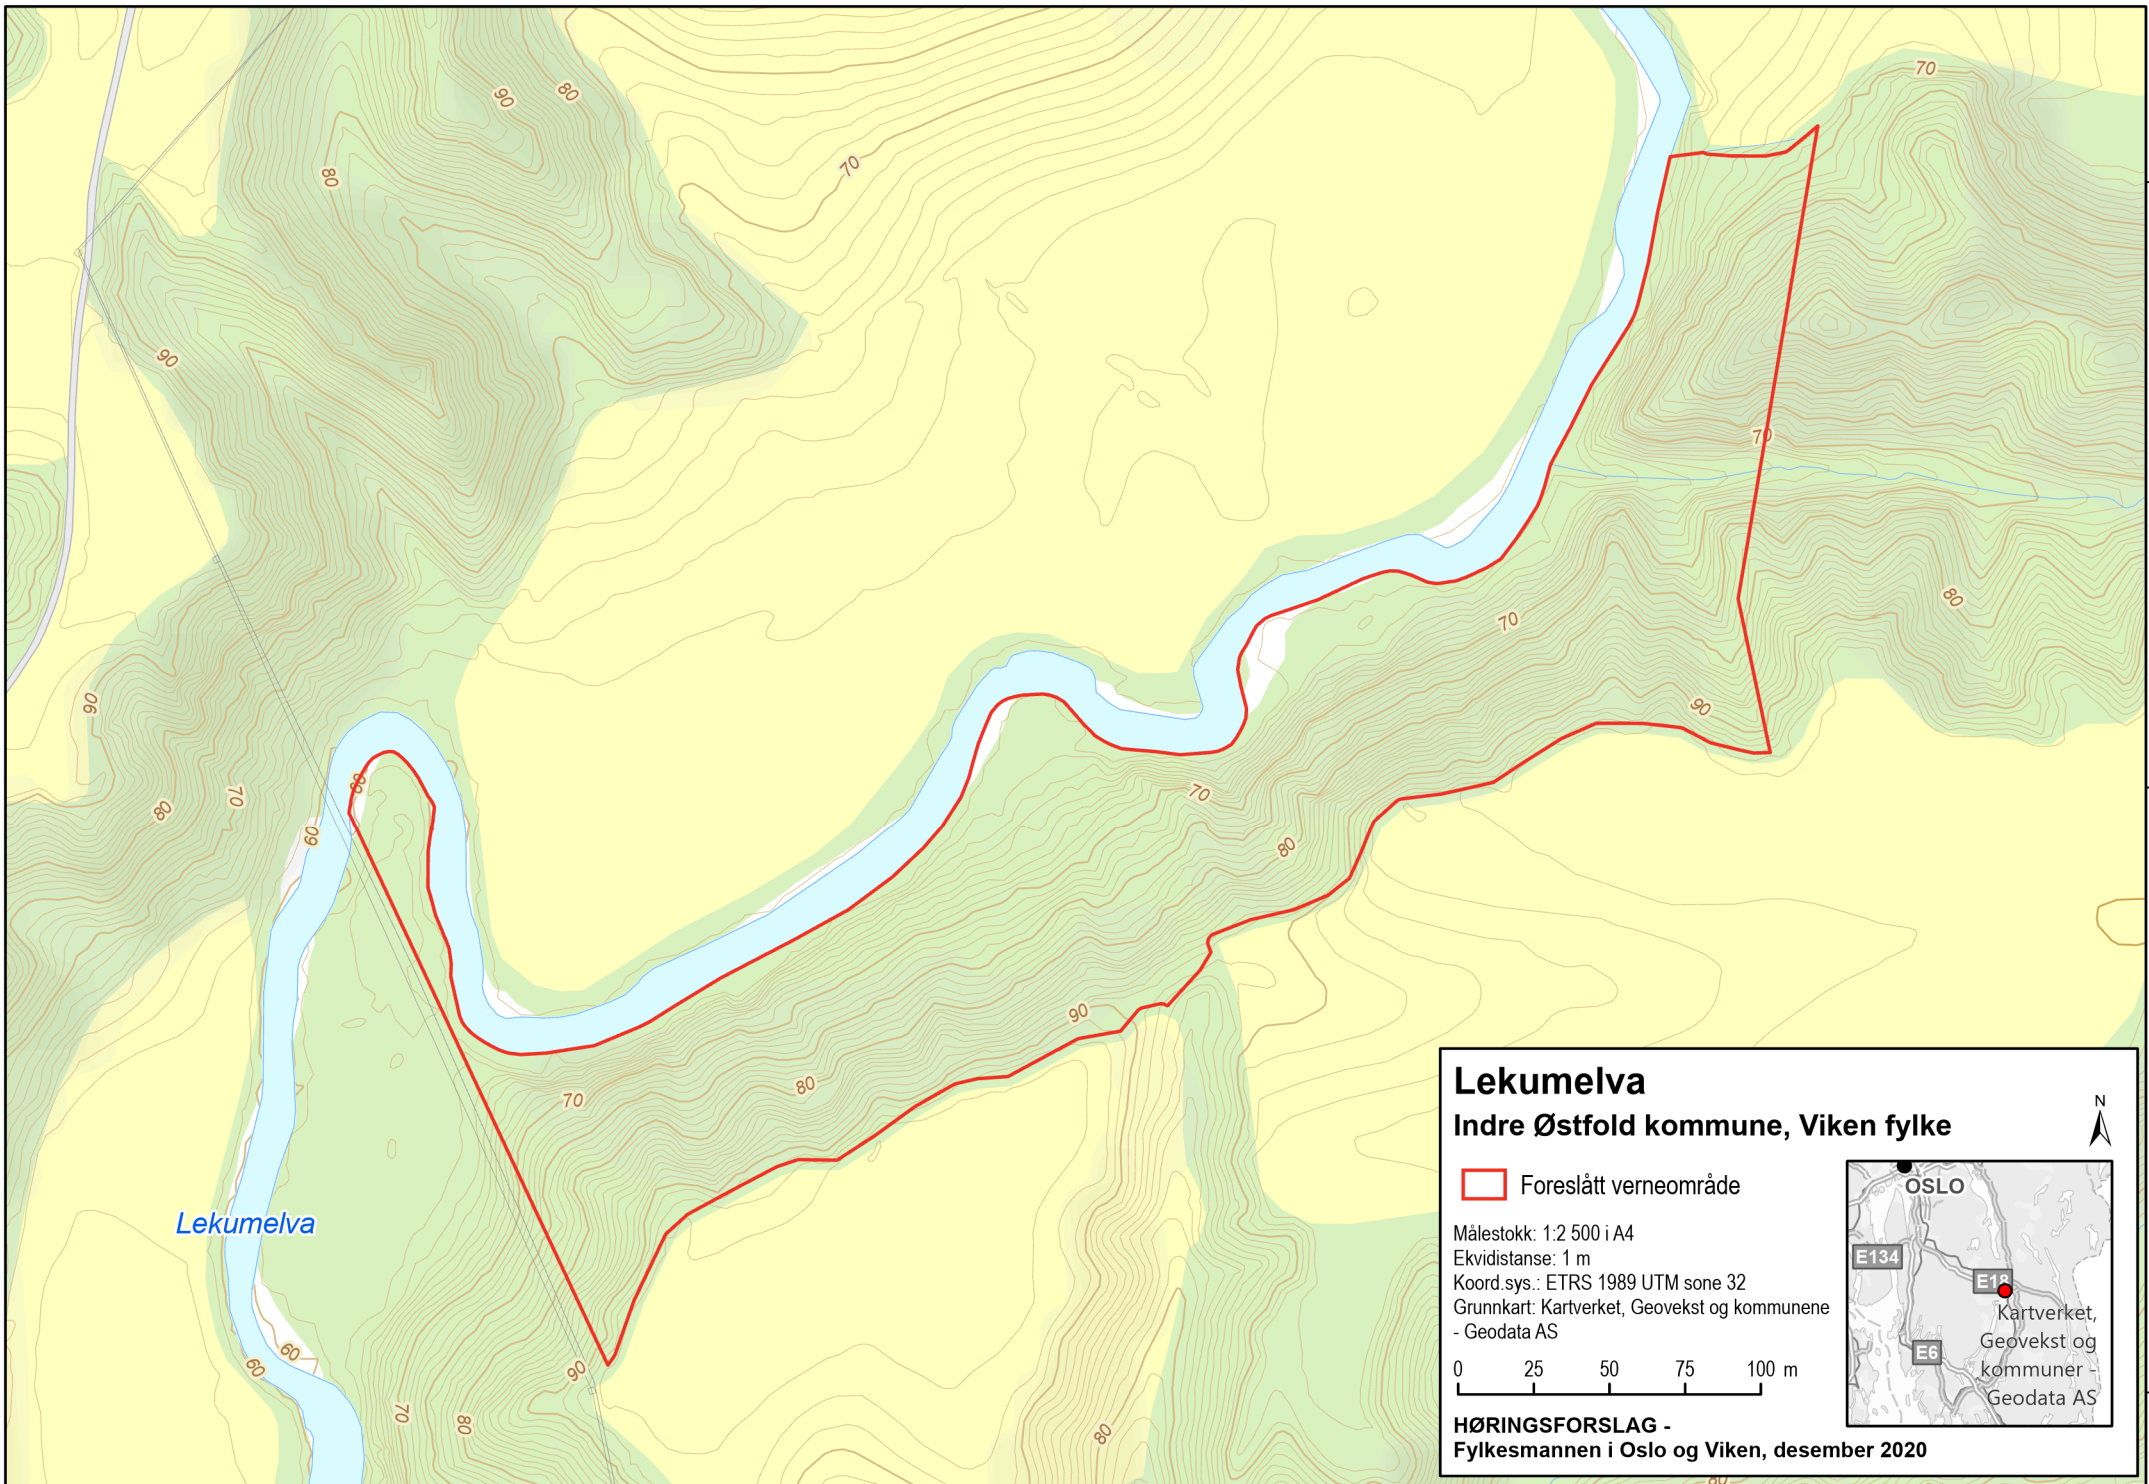 90
80
70
80
70
90
70
80
70
90
90
70
80
60
60
70
80
90
80
70
Lekumelva
60
60
90
70
80
80
80
Lekumelva
Indre Østfold kommune, Viken fylke
N
Foreslått verneområde
Målestokk: 1:2 500 i A4
Ekvidistanse: 1 m
Koord.sys.: ETRS 1989 UTM sone 32
Grunnkart: Kartverket, Geovekst og kommunene
- Geodata AS
0 25 50 75 100 m
HØRINGSFORSLAG -
Fylkesmannen i Oslo og Viken, desember 2020
OSLO
E134
E18
E6
Kartverket,
Geovekst og
kommuner -
Geodata AS